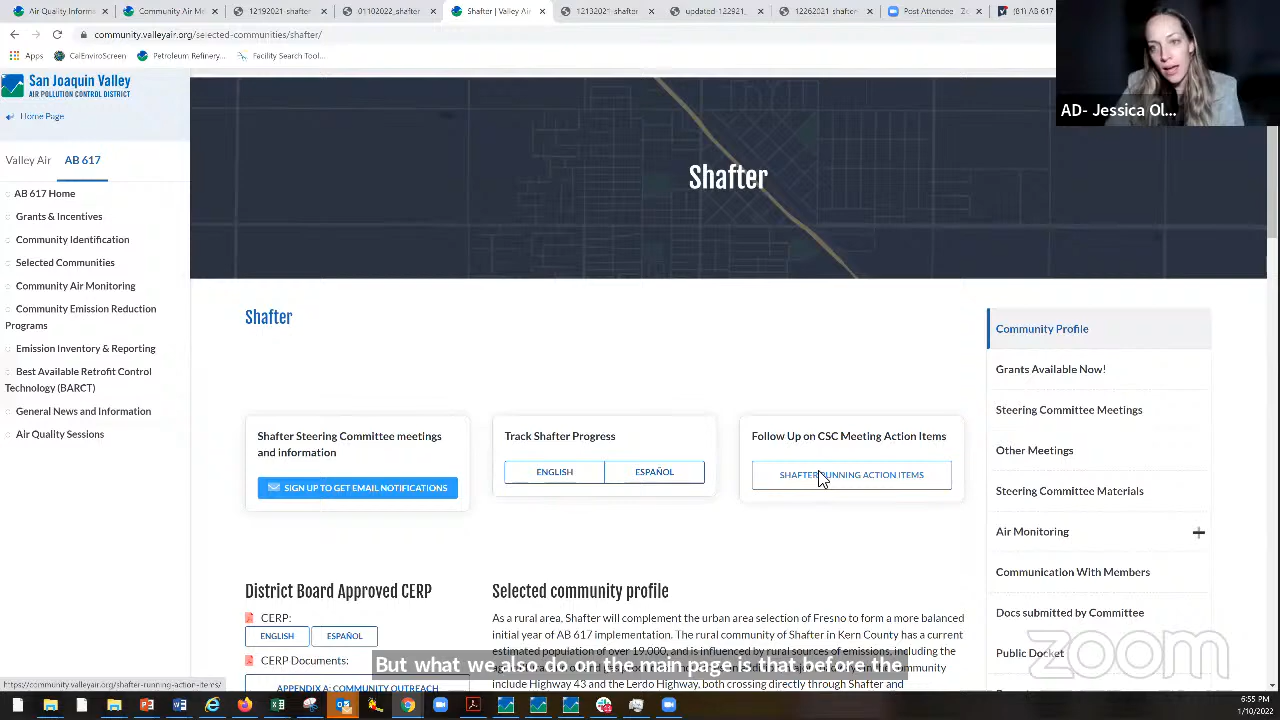 Air Quality Inform
Community Air Mo
12192021 shafter
01102022_shafter
Shafter | Valley Air
12132021 shafter
updated-122921_
12262021 shafter
Post Attendee
(81) AB 617
community.valleyair.org/selected-communities/shafter/
Apps
CalEnviroScreen
Petroleum Refinery...
Facility Search Tool...
AD- Jessica Ol...
San Joaquin Valley
AIR POLLUTION CONTROL DISTRICT
Home Page
Valley Air AB 617
AB 617 Home
Grants & Incentives
Community Identification
Selected Communities
Community Air Monitoring
Community Emission Reduction
Programs
Emission Inventory & Reporting
Best Available Retrofit Control
Technology (BARCT)
General News and Information
Air Quality Sessions
Shafter
Shafter
Shafter Steering Committee meetings
and information
SIGN UP TO GET EMAIL NOTIFICATIONS
Track Shafter Progress
ENGLISH ESPAÑOL
Follow Up on CSC Meeting Action Items
SHAFTER RUNNING ACTION ITEMS
District Board Approved CERP
CERP:
ENGLISH ESPAÑOL
CERP Documents:
APPENDIX A: COMMUNITY OUTREACH
Selected community profile
As a rural area, Shafter will complement the urban area selection of Fresno to form a more balanced
initial year of AB 617 implementation. The rural community of Shafter in Kern County has a current
estimated population of over 19,000, and is influenced by rural sources of emissions, including the
include Highway 43 and the Lerdo Highway, both crossing directly through Shafter and
Community Profile
Grants Available Now!
Steering Committee Meetings
Other Meetings
Steering Committee Materials
Air Monitoring
Communication With Members
Docs submitted by Committee
Public Docket
zoom
But what we also do on the main page is that before the
https://community.valleyair.org/shafter-running-action-items/
6:55 PM
1/10/2022